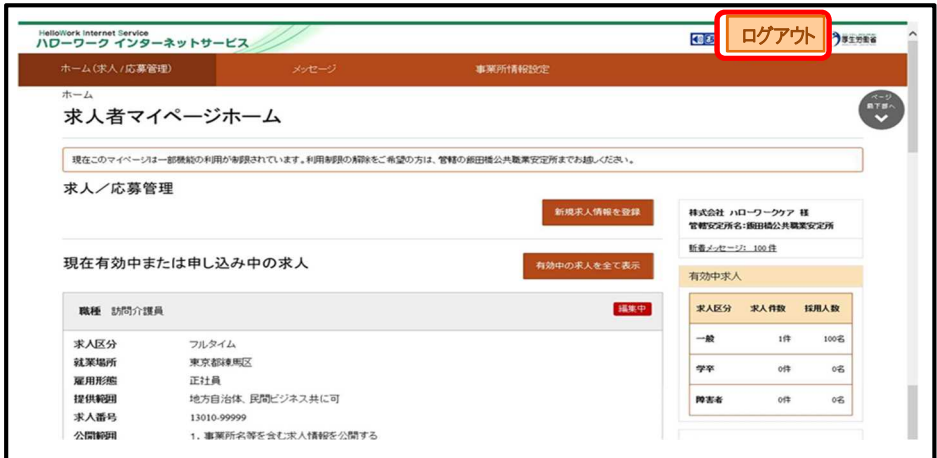 HelloWork Internet Service
ハローワーク インターネットサービス
ログアウト
厚生労働省
ホーム(求人/応募管理) メッセージ 事業所情報設定
ホーム
求人者マイページホーム
ページ
最下部へ
現在このマイページは一部機能の利用が制限されています。利用制限の解除をご希望の方は、管轄の飯田橋公共職業安定所までお越しください。
求人／応募管理
新規求人情報を登録
株式会社 ハローワークケア 様
管轄安定所名：飯田橋公共職業安定所
新着メッセージ: 100件
現在有効中または申し込み中の求人
有効中の求人を全て表示
有効中求人
職種 訪問介護員
編集中
求人区分 求人件数 採用人数
一般 1件 100名
学卒 0件 0名
障害者 0件 0名
求人区分 フルタイム
就業場所 東京都練馬区
雇用形態 正社員
提供範囲 地方自治体、民間ビジネス共に可
求人番号 13010-99999
公開範囲 1．事業所名等を含む求人情報を公開する